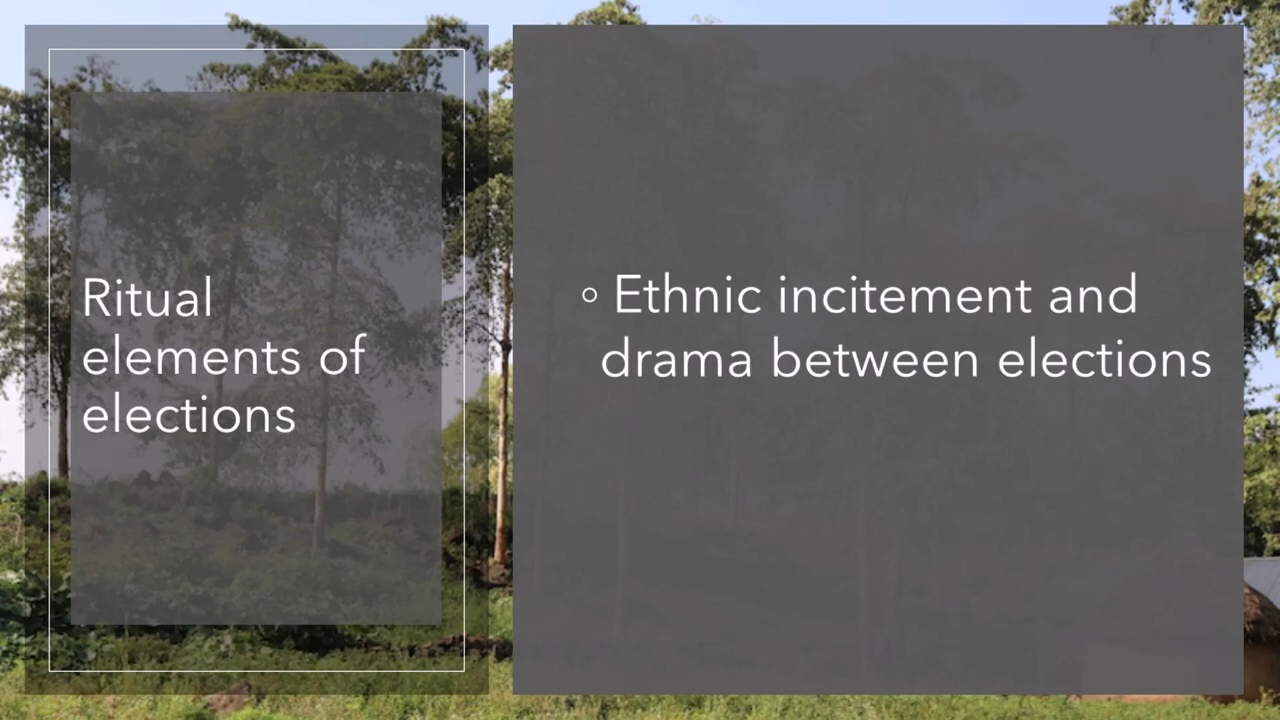 Ritual
elements of
elections
◦ Ethnic incitement and
drama between elections